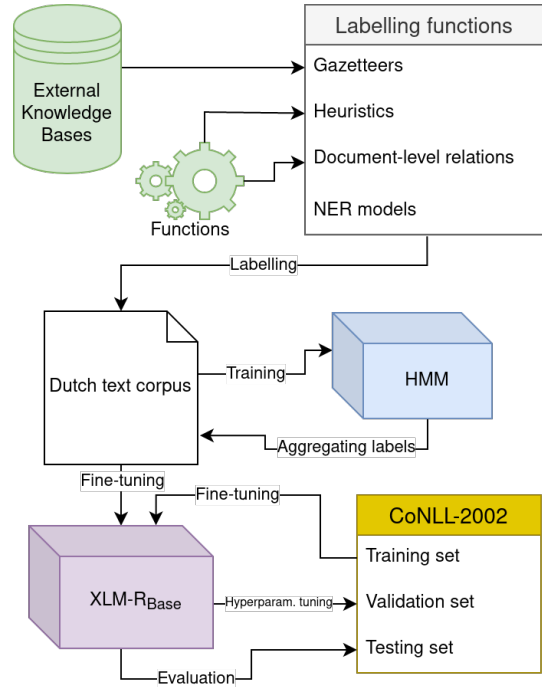 External
Knowledge
Bases
Labelling functions
Gazetteers
Heuristics
Document-level relations
NER models
Functions
Labelling
Dutch text corpus
Training
HMM
Aggregating labels
Fine-tuning
Fine-tuning
CoNLL-2002
Training set
XLM-RBase
Hyperparam. tuning
Validation set
Testing set
Evaluation